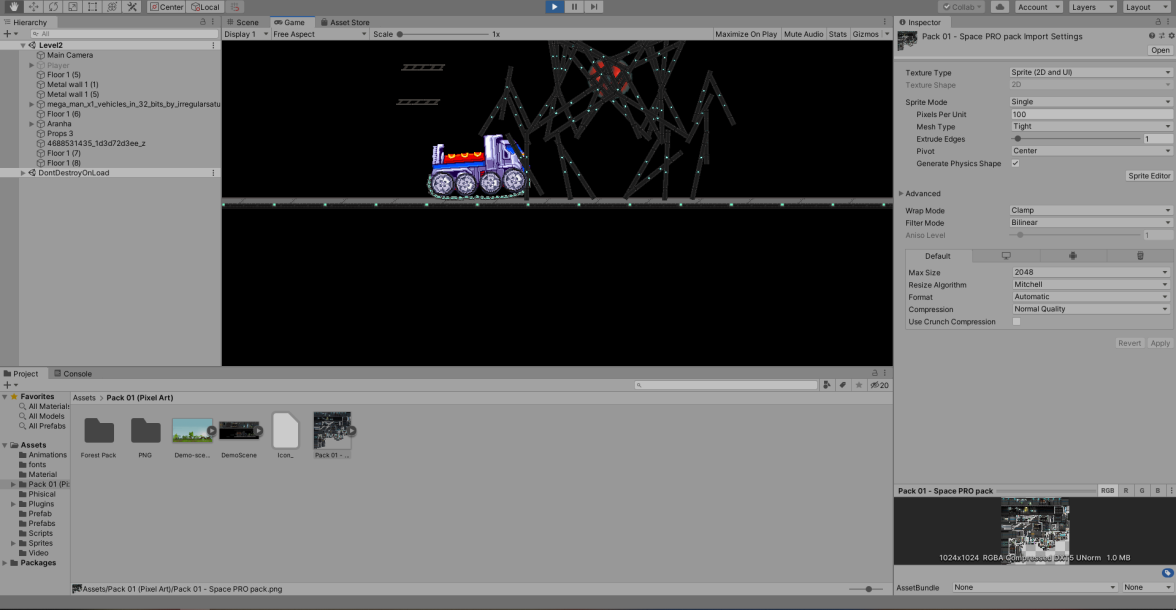 Center Local Collab Account Layers Layout
Hierarchy Scene Game Asset Store Inspector
All Display 1 Free Aspect Scale 1x Maximize On Play Mute Audio Stats Gizmos
Level2
Main Camera
Player
Floor 1 (5)
Metal wall 1 (1)
Metal wall 1 (5)
mega_man_x1_vehicles_in_32_bits_by_irregularsatu
Floor 1 (6)
Aranha
Props 3
4688531435_1d3d72d3ee_z
Floor 1 (7)
Floor 1 (8)
DontDestroyOnLoad
Pack 01 - Space PRO pack Import Settings
Open
Texture Type Sprite (2D and UI)
Texture Shape 2D
Sprite Mode Single
Pixels Per Unit 100
Mesh Type Tight
Extrude Edges 1
Pivot Center
Generate Physics Shape
Sprite Editor
Advanced
Wrap Mode Clamp
Filter Mode Bilinear
Aniso Level 1
Default
Max Size 2048
Resize Algorithm Mitchell
Format Automatic
Compression Normal Quality
Use Crunch Compression
Revert Apply
Project Console
20
Favorites
All Materials
All Models
All Prefabs
Assets
Animations
fonts
Material
Pack 01 (Pi
Phisical
Plugins
Prefab
Prefabs
Scripts
Sprites
Video
Packages
Assets > Pack 01 (Pixel Art)
Forest Pack PNG Demo-sce... DemoScene Icon_ Pack 01 - ...
Assets/Pack 01 (Pixel Art)/Pack 01 - Space PRO pack.png
Pack 01 - Space PRO pack RGB R G B
1024x1024 RGBA Compressed DXT5 UNorm 1.0 MB
AssetBundle None None